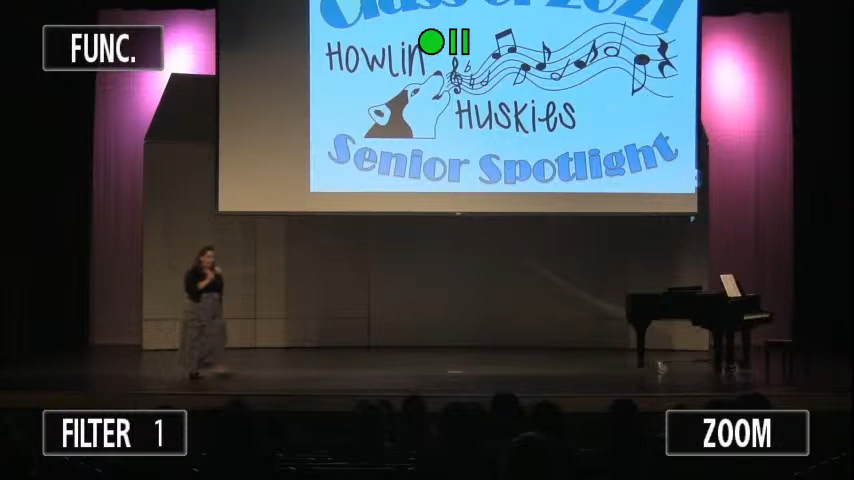 Class of 2021
FUNC.
HOWLIN
HUSKIES
Senior Spotlight
FILTER 1
ZOOM